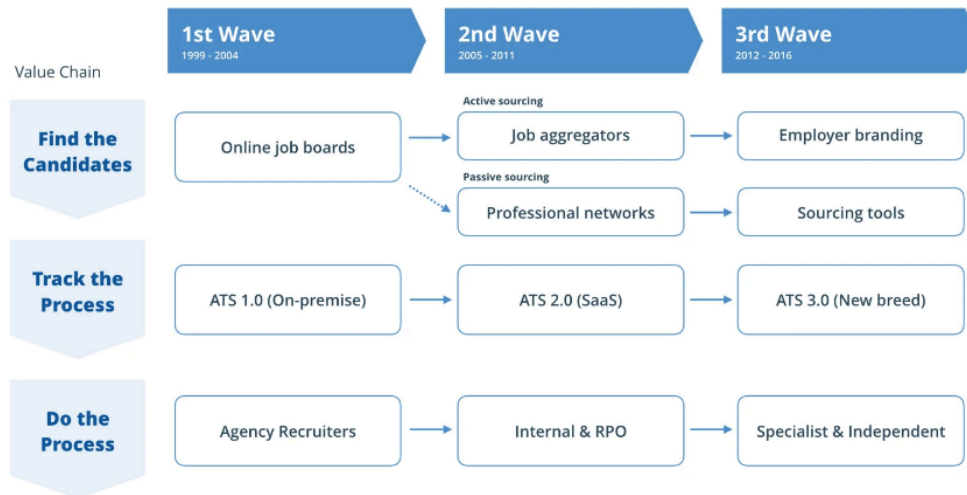 1st Wave
1999 - 2004
2nd Wave
2005 - 2011
3rd Wave
2012 - 2016
Value Chain
Find the
Candidates
Online job boards
Active sourcing
Job aggregators
Employer branding
Passive sourcing
Professional networks
Sourcing tools
Track the
Process
ATS 1.0 (On-premise)
ATS 2.0 (SaaS)
ATS 3.0 (New breed)
Do the
Process
Agency Recruiters
Internal & RPO
Specialist & Independent